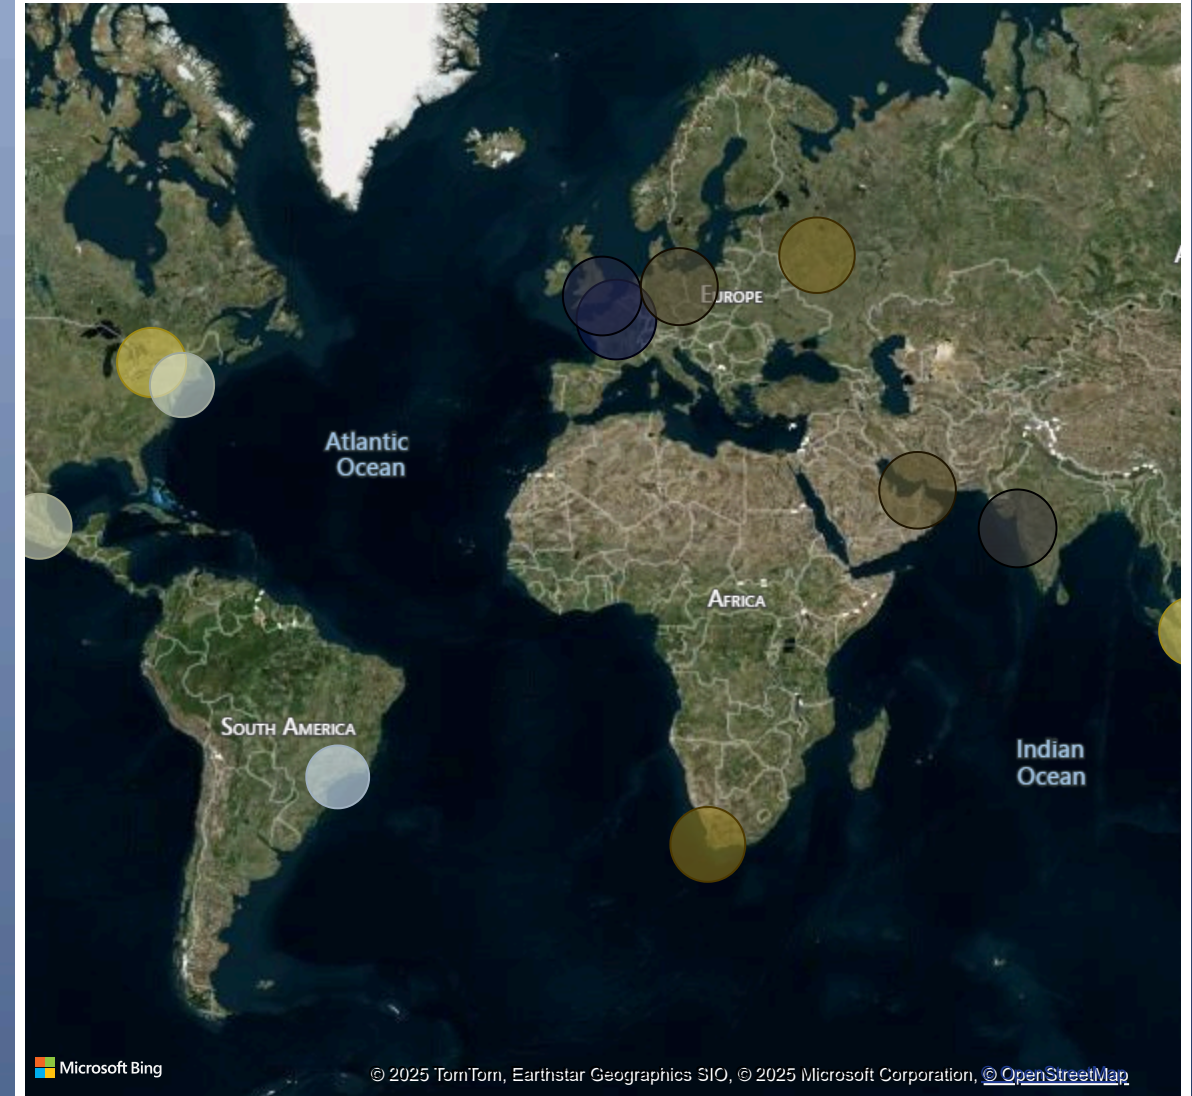 EUROPE
A
Atlantic
Ocean
AFRICA
SOUTH AMERICA
Indian
Ocean
Microsoft Bing
© 2025 TomTom, Earthstar Geographics SIO, © 2025 Microsoft Corporation, © OpenStreetMap